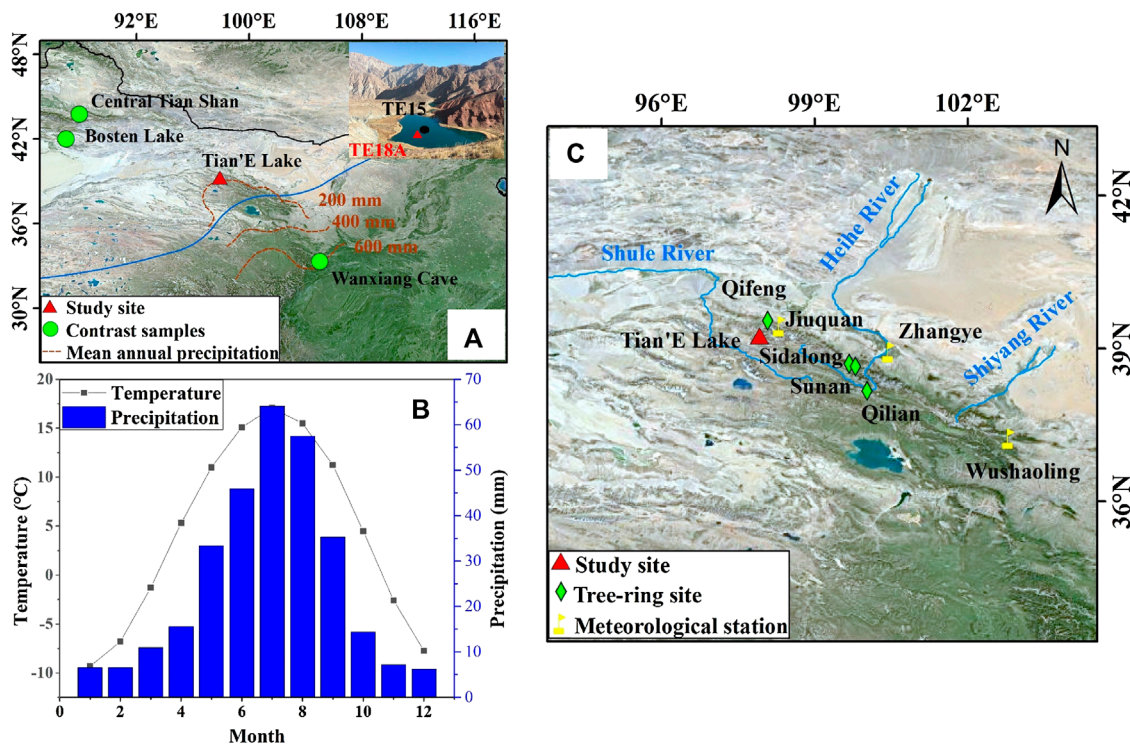 92°E 100°E 108°E 116°E
48°N
42°N
36°N
30°N
Central Tian Shan
Bosten Lake
Tian'E Lake
TE15
TE18A
200 mm
400 mm
600 mm
Wanxiang Cave
Study site
Contrast samples
Mean annual precipitation
A
20
15
10
5
0
-5
-10
Temperature (℃)
Temperature
Precipitation
B
70
60
50
40
30
20
10
0
Precipitation (mm)
0 2 4 6 8 10 12
Month
96°E 99°E 102°E
C
N
42°N
39°N
36°N
Shule River
Heihe River
Shiyang River
Qifeng
Jiuquan
Zhangye
Tian'E Lake
Sidalong
Sunan
Qilian
Wushaoling
Study site
Tree-ring site
Meteorological station